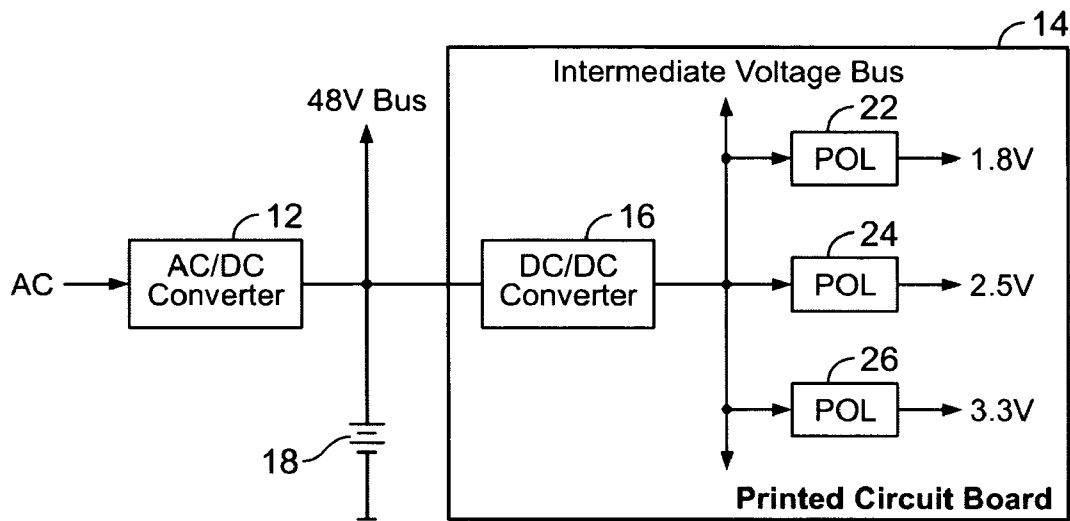 14
Intermediate Voltage Bus
48V Bus
22
POL
1.8V
12
16
24
AC
AC/DC
Converter
DC/DC
Converter
POL
2.5V
26
POL
3.3V
18
Printed Circuit Board